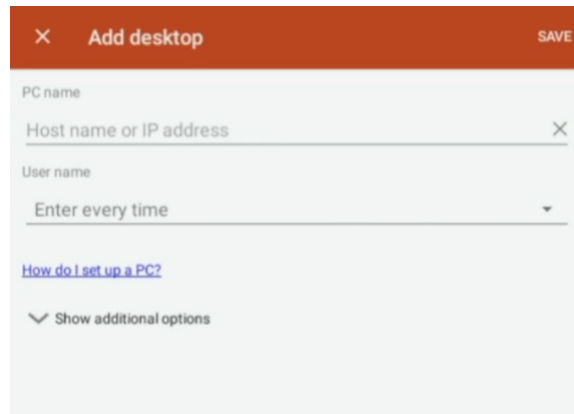 Add desktop SAVE
PC name
Host name or IP address
User name
Enter every time
How do I set up a PC?
Show additional options